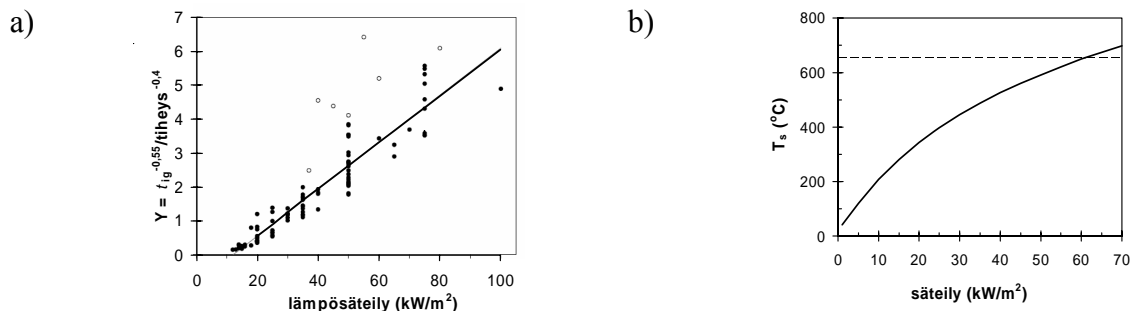 a)
Y = t_ig^-0,55/tiheys^-0,4
7
6
5
4
3
2
1
0
0 20 40 60 80 100
lämpösäteily (kW/m²)
b)
T_s (°C)
800
600
400
200
0
0 10 20 30 40 50 60 70
säteily (kW/m²)